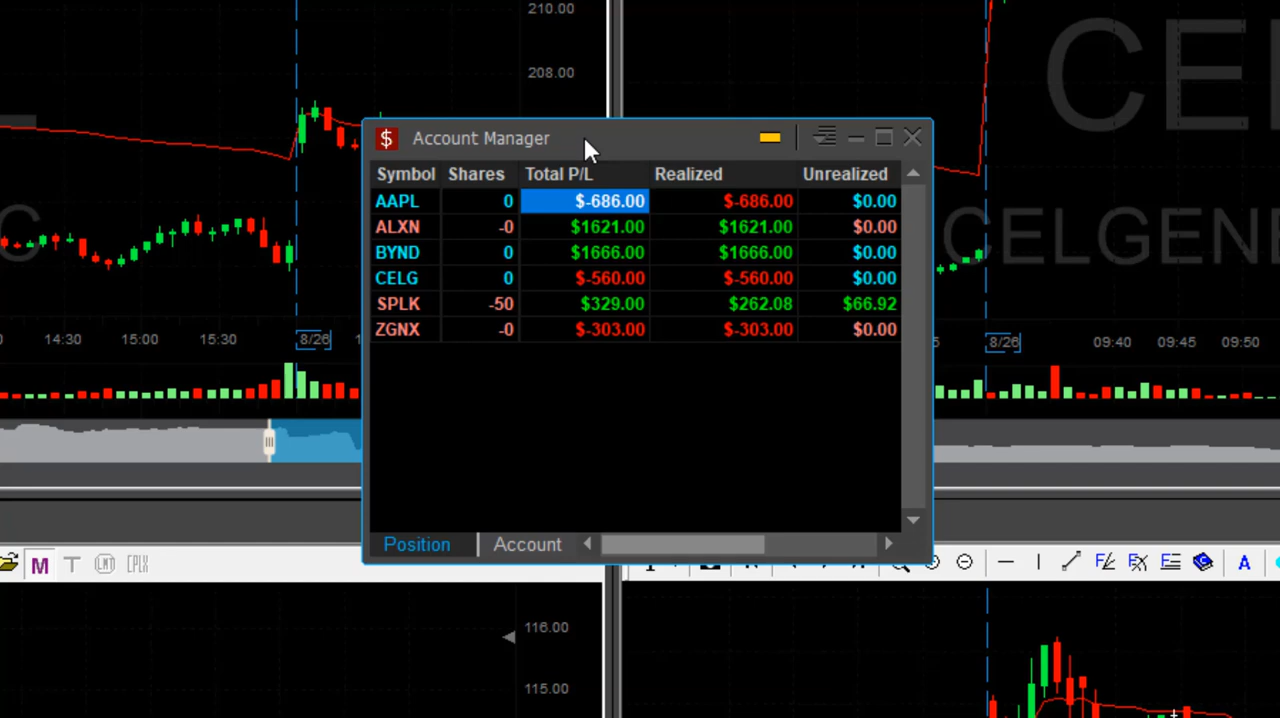 210.00
208.00
CEL
C
CELGENE
$ Account Manager
Symbol Shares Total P/L Realized Unrealized
AAPL 0 $-686.00 $-686.00 $0.00
ALXN -0 $1621.00 $1621.00 $0.00
BYND 0 $1666.00 $1666.00 $0.00
CELG 0 $-560.00 $-560.00 $0.00
SPLK -50 $329.00 $262.08 $66.92
ZGNX -0 $-303.00 $-303.00 $0.00
14:30 15:00 15:30 8/26
8/26 09:40 09:45 09:50
Position Account
M T LMT CPLX
A
116.00
115.00